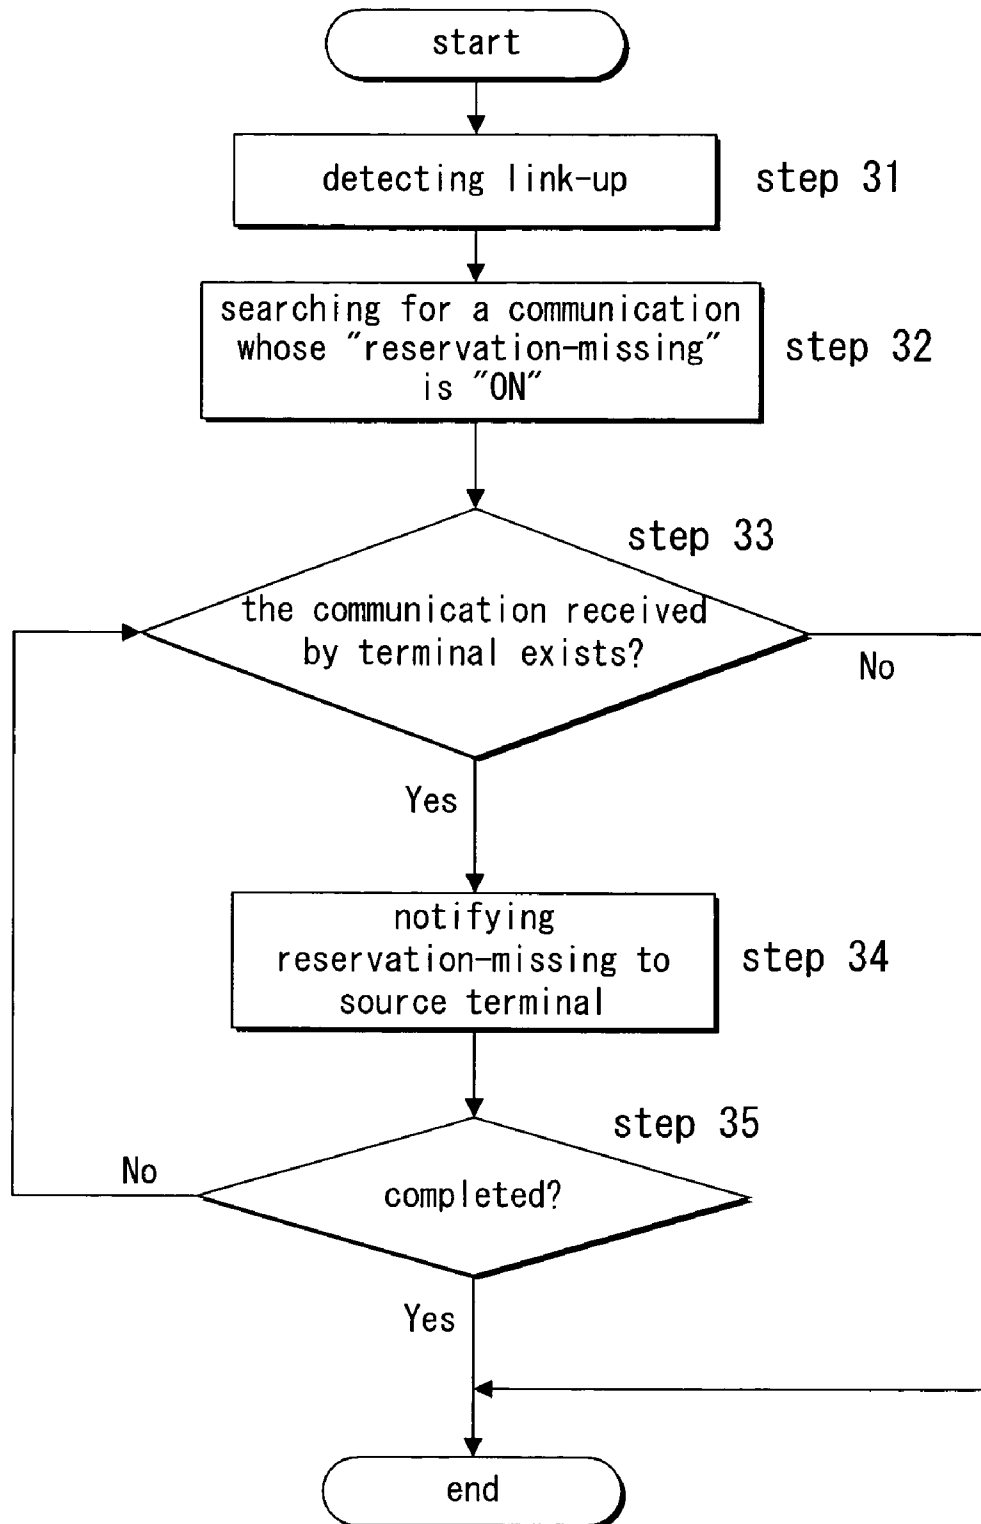 start
detecting link-up
step 31
searching for a communication
whose "reservation-missing"
is "ON"
step 32
step 33
the communication received
by terminal exists?
No
Yes
notifying
reservation-missing to
source terminal
step 34
step 35
No
completed?
Yes
end